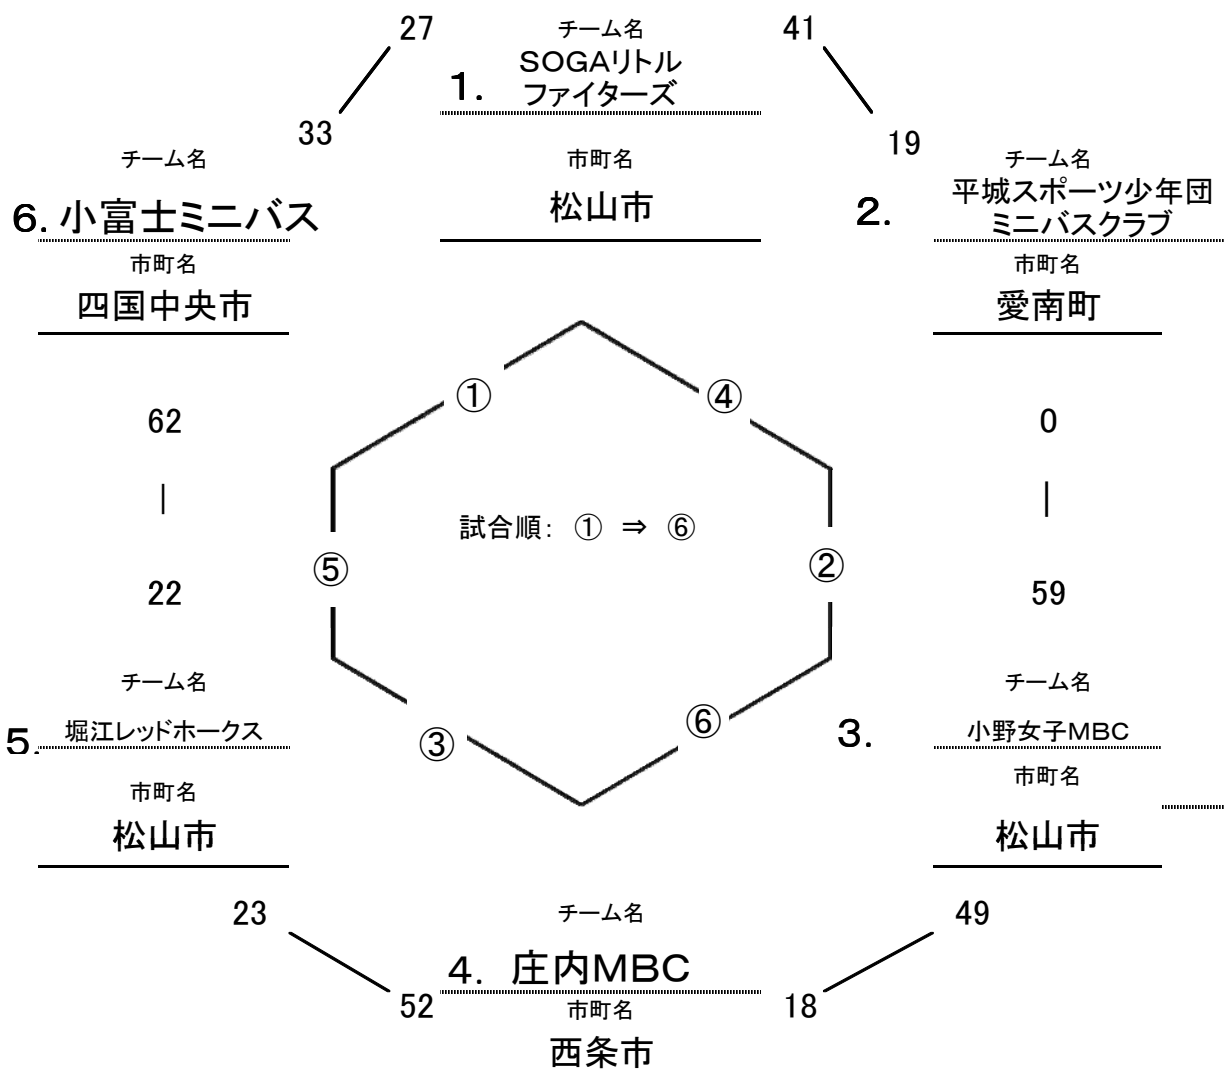 27
41
チーム名
SOGAリトル
ファイターズ
1.
33
19
市町名
松山市
チーム名
6. 小富士ミニバス
市町名
四国中央市
チーム名
平城スポーツ少年団
ミニバスクラブ
2.
市町名
愛南町
①
④
62
|
22
0
|
59
試合順： ① ⇒ ⑥
⑤
②
③
⑥
チーム名
5. 堀江レッドホークス
市町名
松山市
チーム名
3. 小野女子MBC
市町名
松山市
23
49
チーム名
4. 庄内MBC
52
18
市町名
西条市